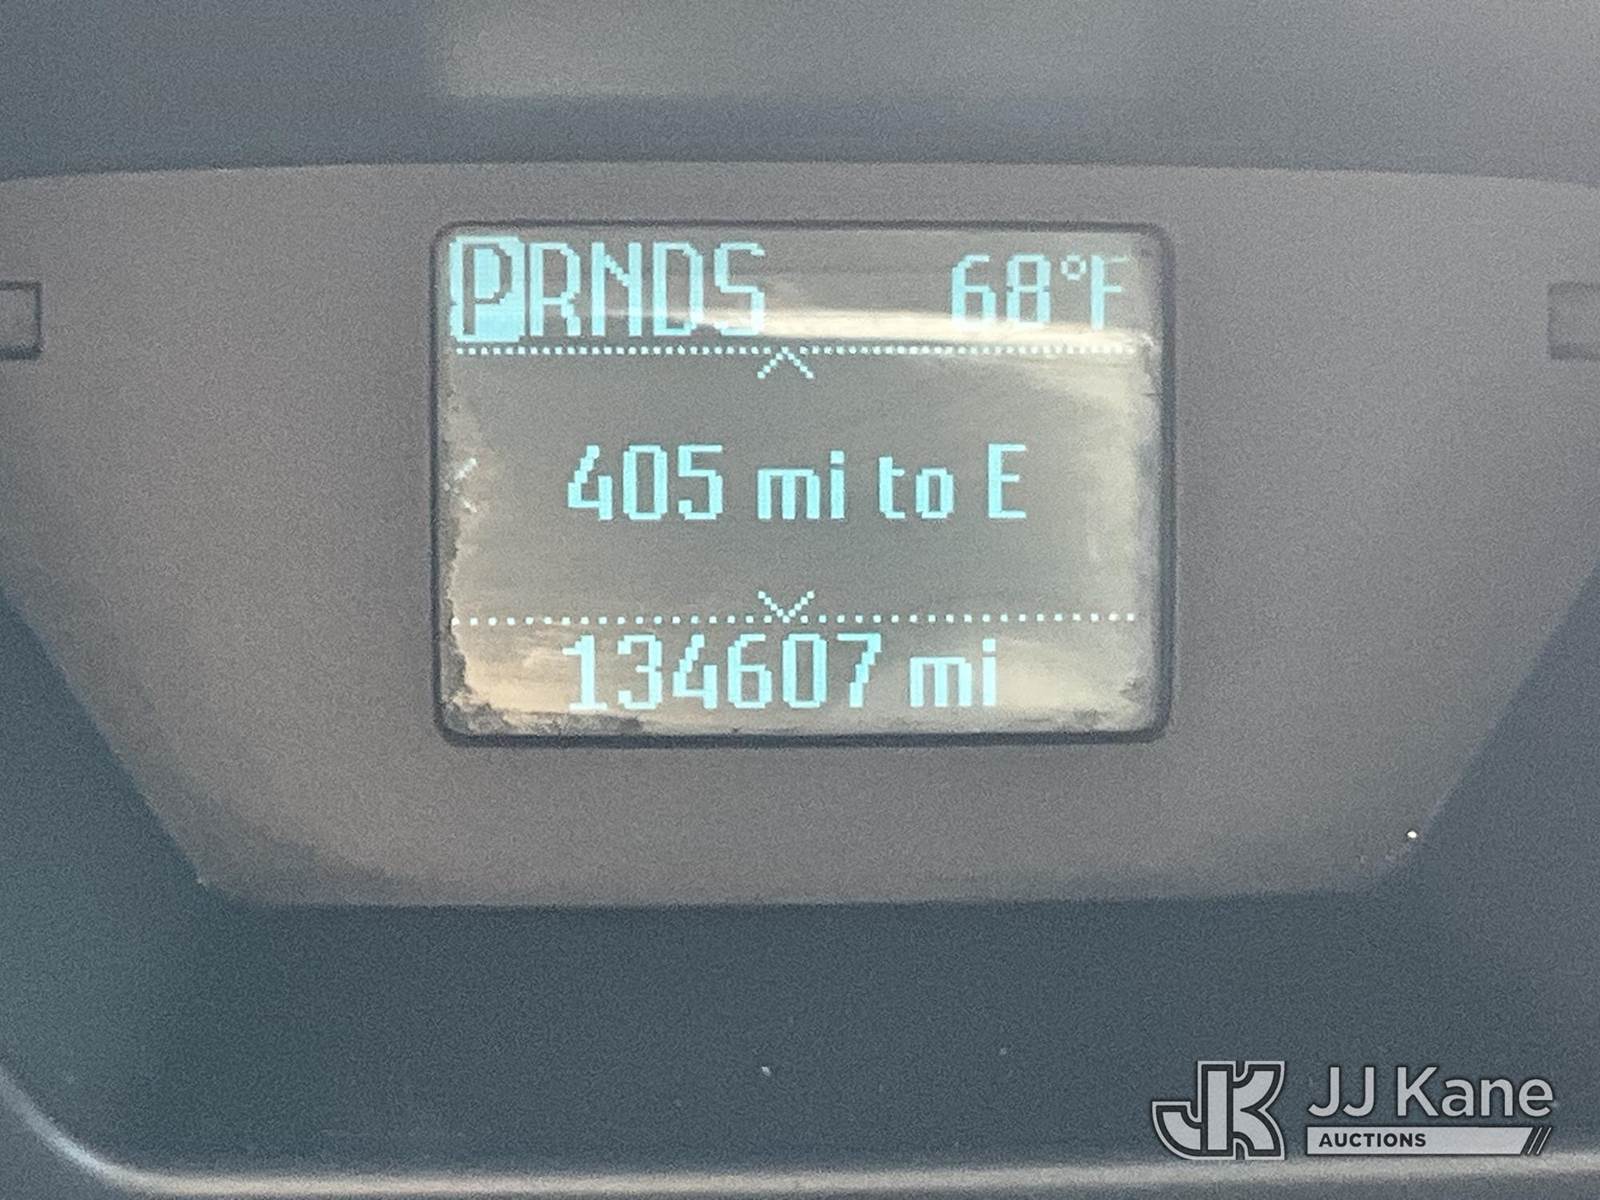 PRNDS 68°F
405 mi to E
134607 mi
JK JJ Kane
AUCTIONS